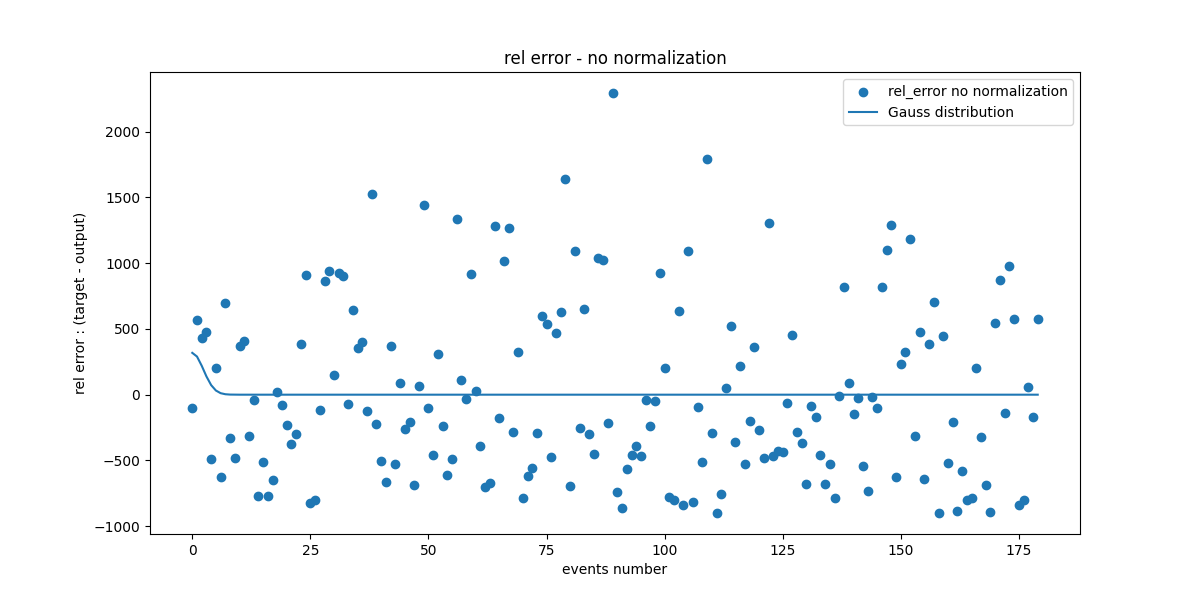 rel error - no normalization
rel_error no normalization
Gauss distribution
rel error : (target - output)
2000
1500
1000
500
0
−500
−1000
0 25 50 75 100 125 150 175
events number